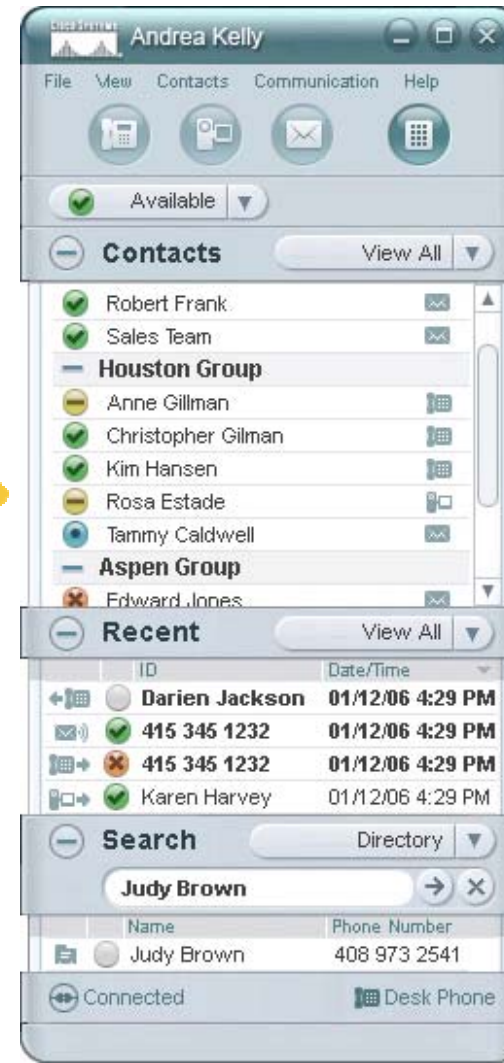 Cisco Systems
Andrea Kelly
File View Contacts Communication Help
Available
Contacts View All
Robert Frank
Sales Team
Houston Group
Anne Gillman
Christopher Gilman
Kim Hansen
Rosa Estade
Tammy Caldwell
Aspen Group
Edward Jones
Recent View All
ID Date/Time
Darien Jackson 01/12/06 4:29 PM
415 345 1232 01/12/06 4:29 PM
415 345 1232 01/12/06 4:29 PM
Karen Harvey 01/12/06 4:29 PM
Search Directory
Judy Brown
Name Phone Number
Judy Brown 408 973 2541
Connected Desk Phone